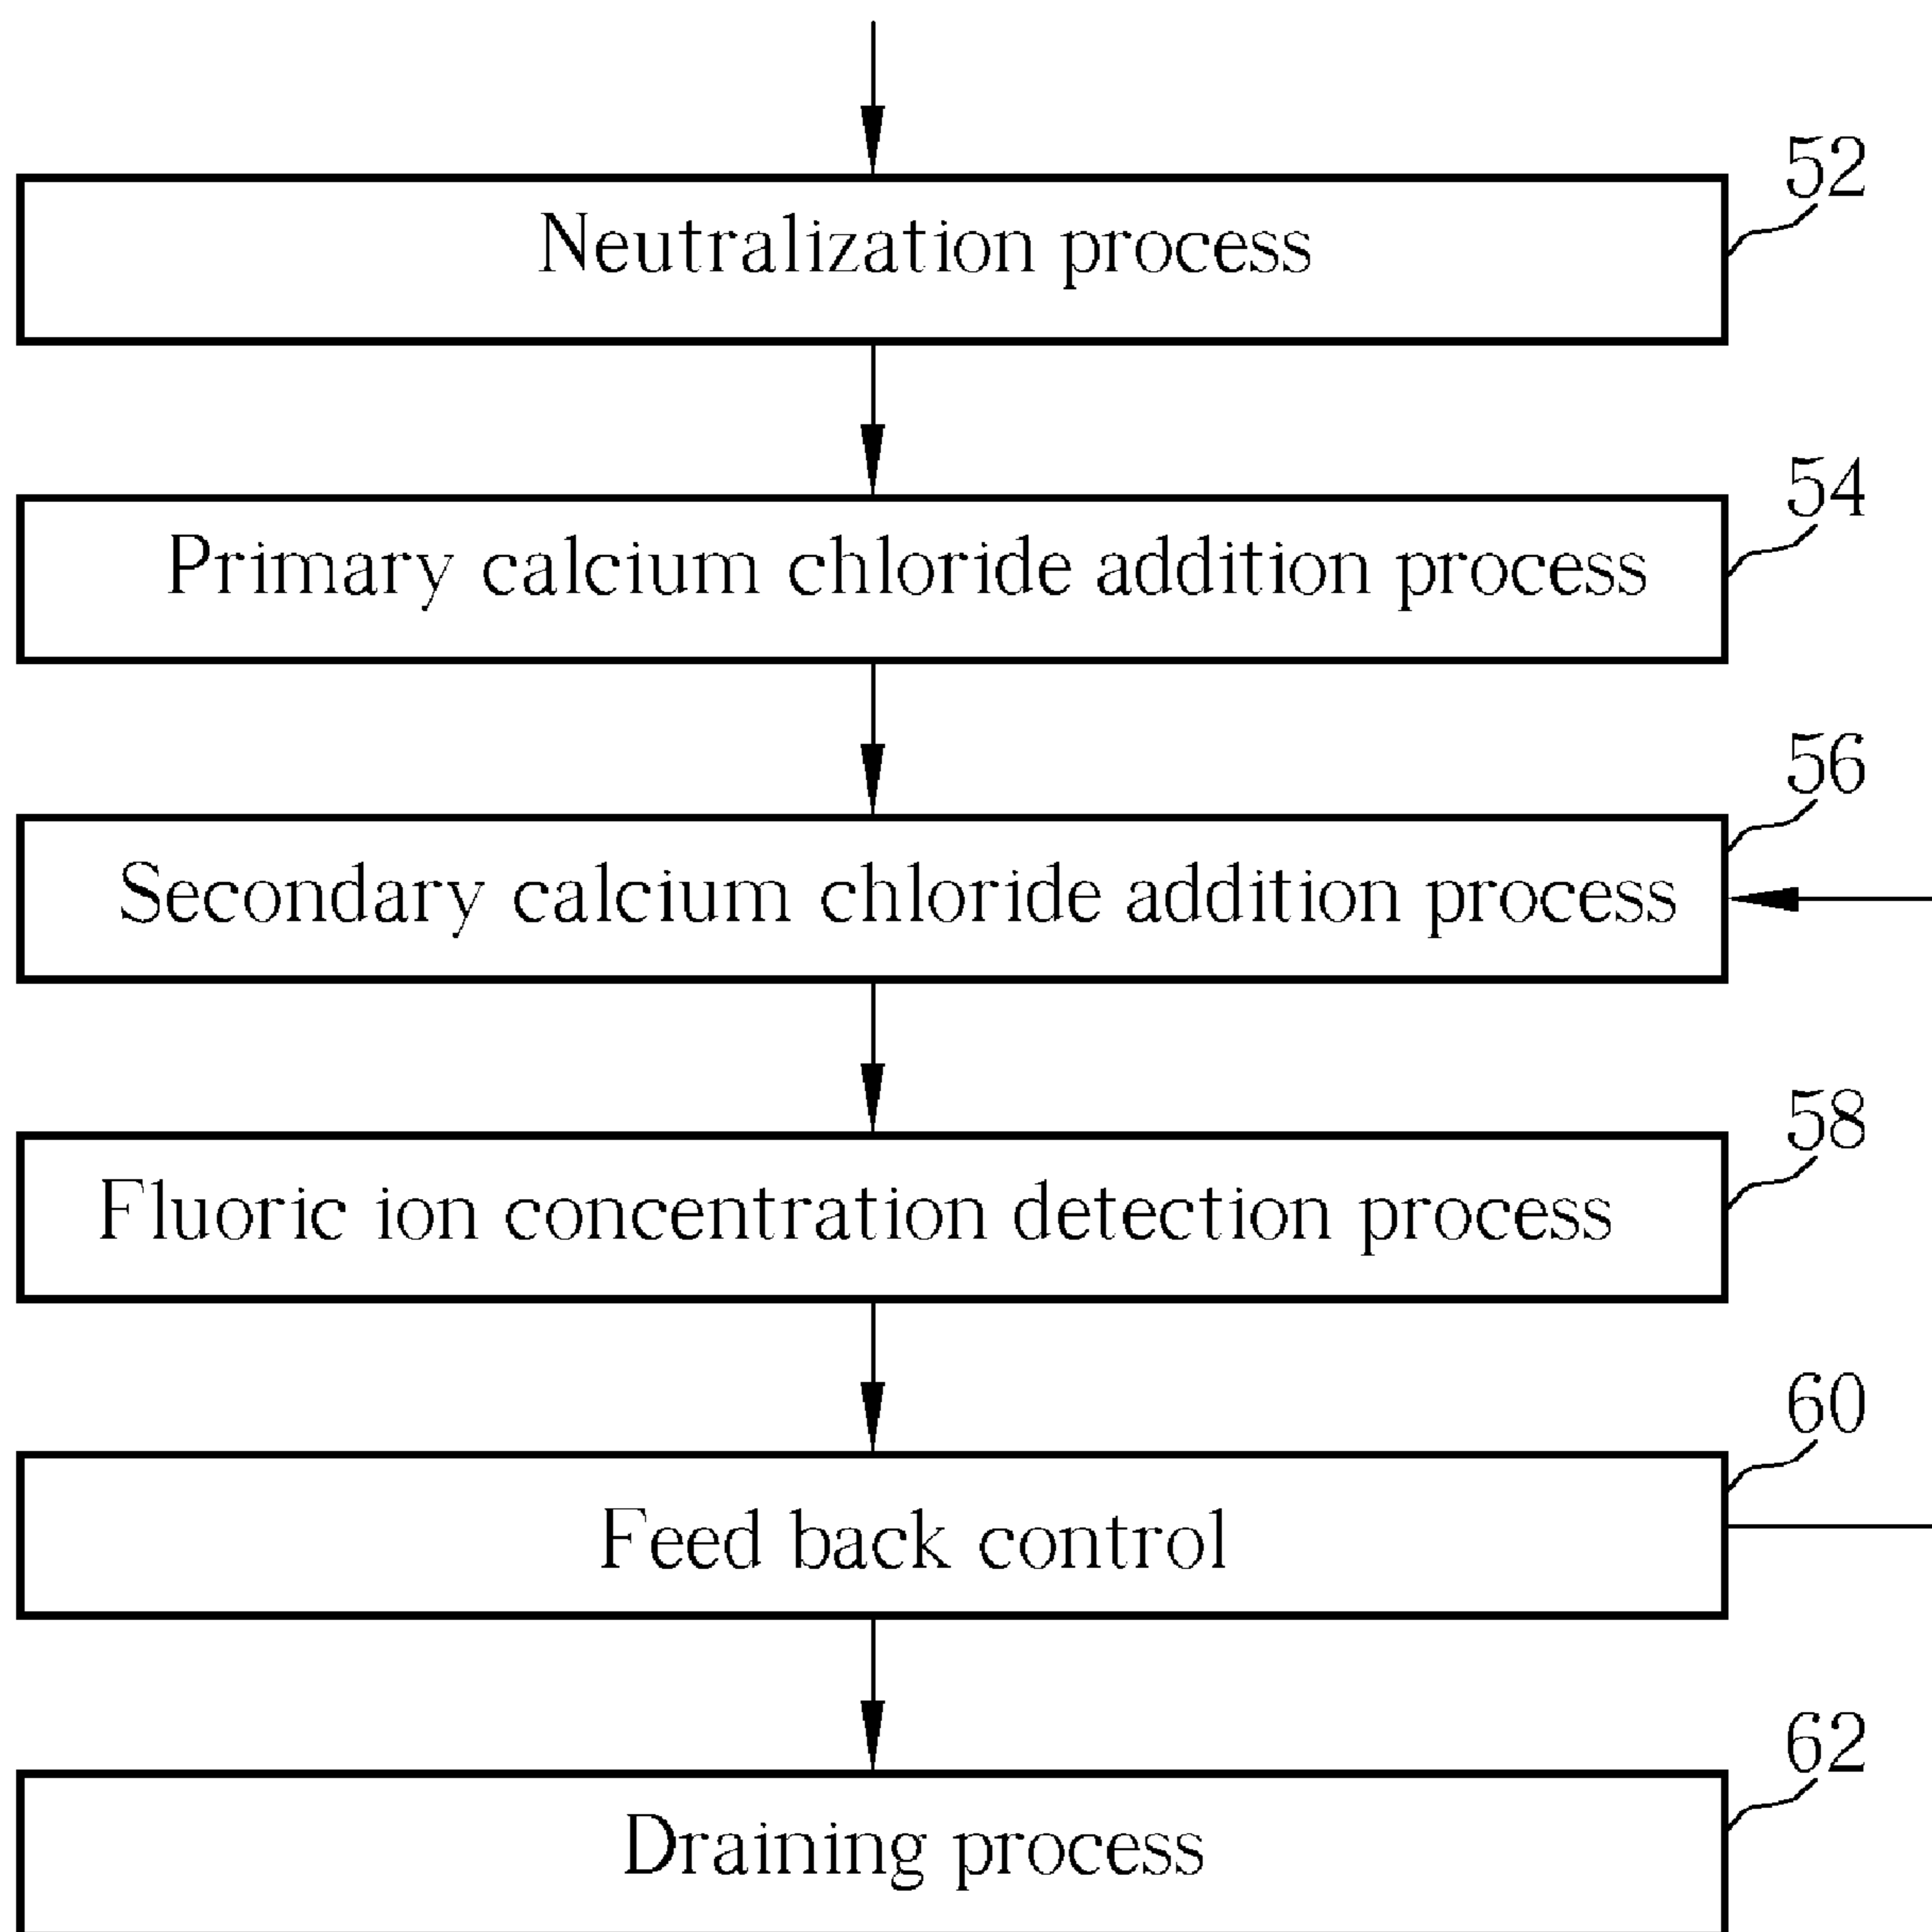 52
Neutralization process
54
Primary calcium chloride addition process
56
Secondary calcium chloride addition process
58
Fluoric ion concentration detection process
60
Feed back control
62
Draining process